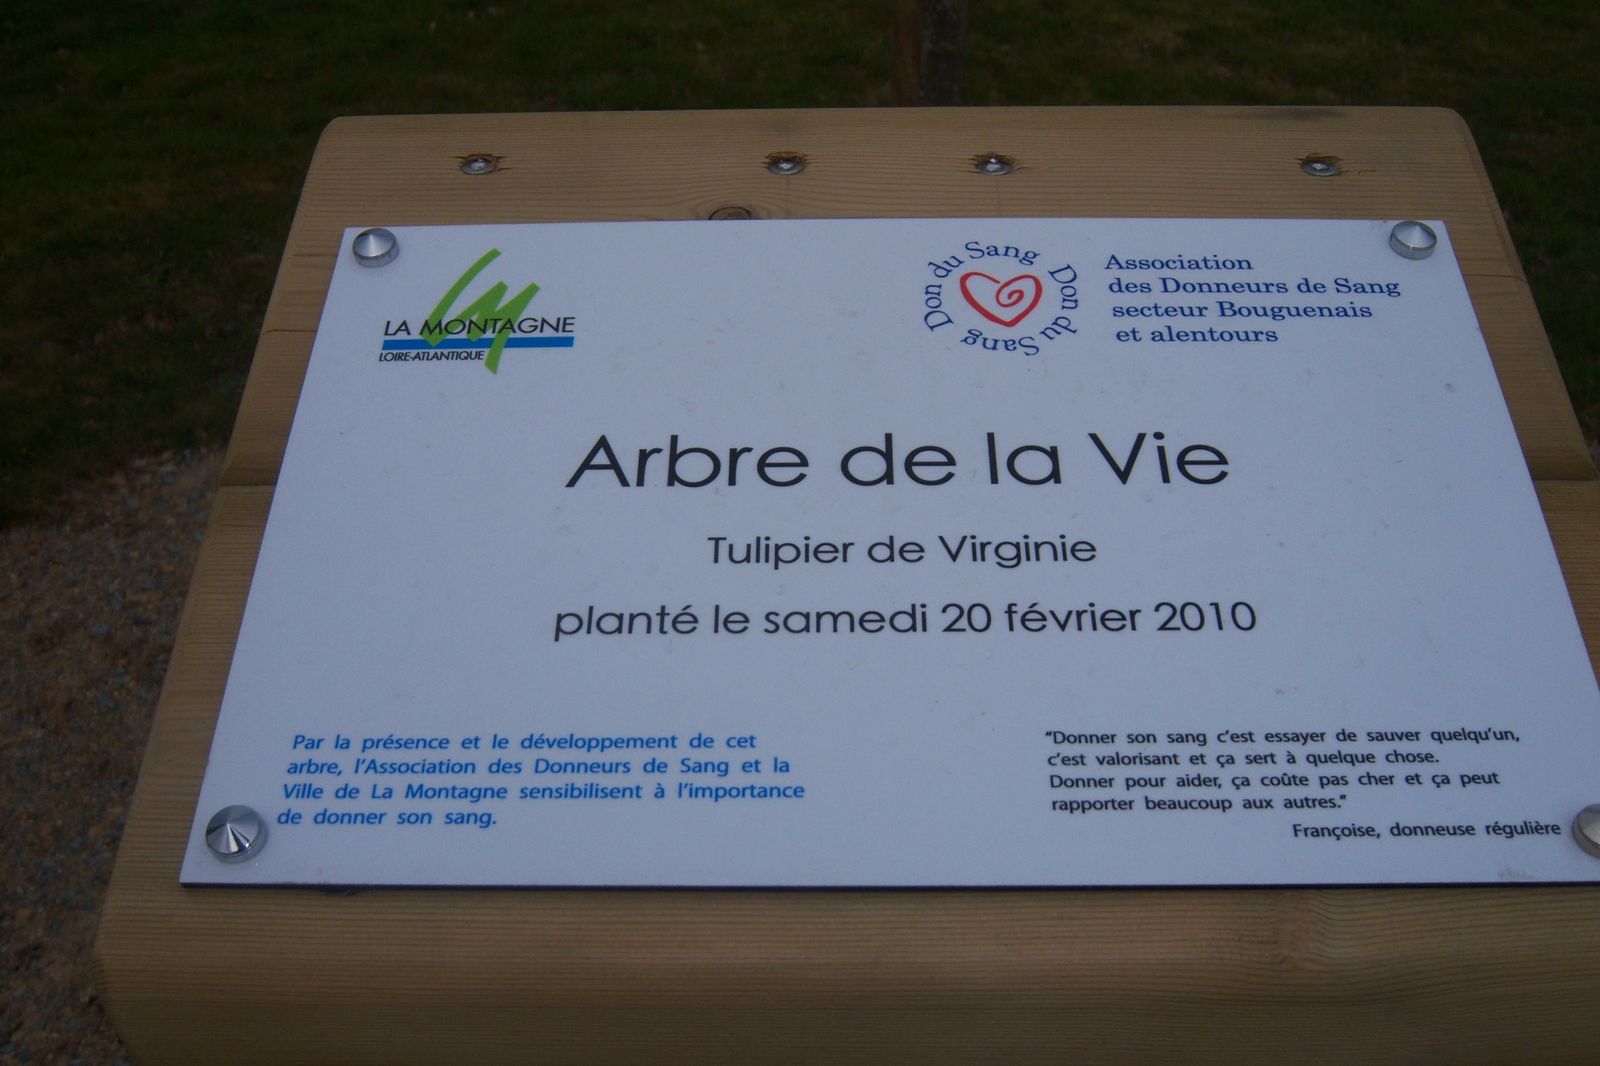 LA MONTAGNE
LOIRE-ATLANTIQUE
Don du Sang Don du Sang
Association
des Donneurs de Sang
secteur Bouguenais
et alentours
Arbre de la Vie
Tulipier de Virginie
planté le samedi 20 février 2010
Par la présence et le développement de cet
arbre, l'Association des Donneurs de Sang et la
Ville de La Montagne sensibilisent à l'importance
de donner son sang.
"Donner son sang c'est essayer de sauver quelqu'un,
c'est valorisant et ça sert à quelque chose.
Donner pour aider, ça coûte pas cher et ça peut
rapporter beaucoup aux autres."
Françoise, donneuse régulière